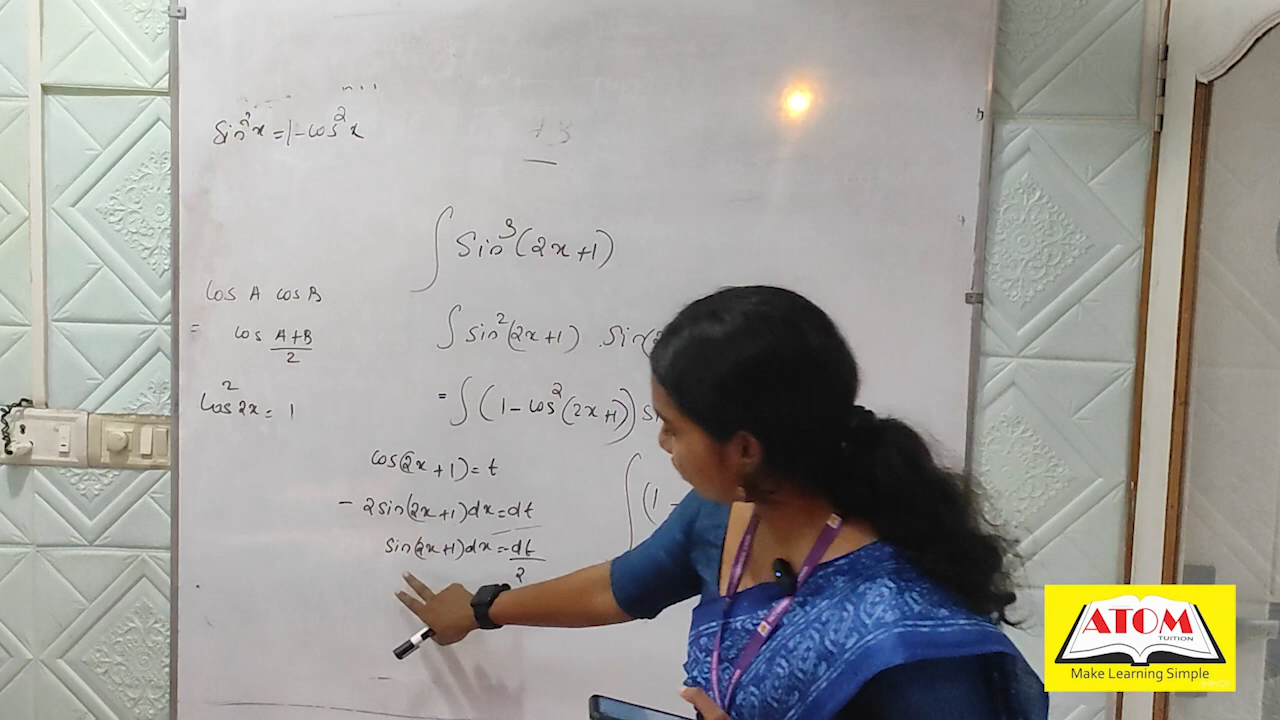 Sin²x = 1 - cos²x
∫ Sin³(2x+1)
∫ sin²(2x+1) . Sin(
= ∫ (1 - cos²(2x+1)) s
Cos A cos B
= cos A+B/2
Cos²2x = 1
cos(2x+1) = t
- 2sin(2x+1)dx = dt
sin(2x+1)dx = dt/2
∫ (1 -
ATOM
TUITION
Make Learning Simple